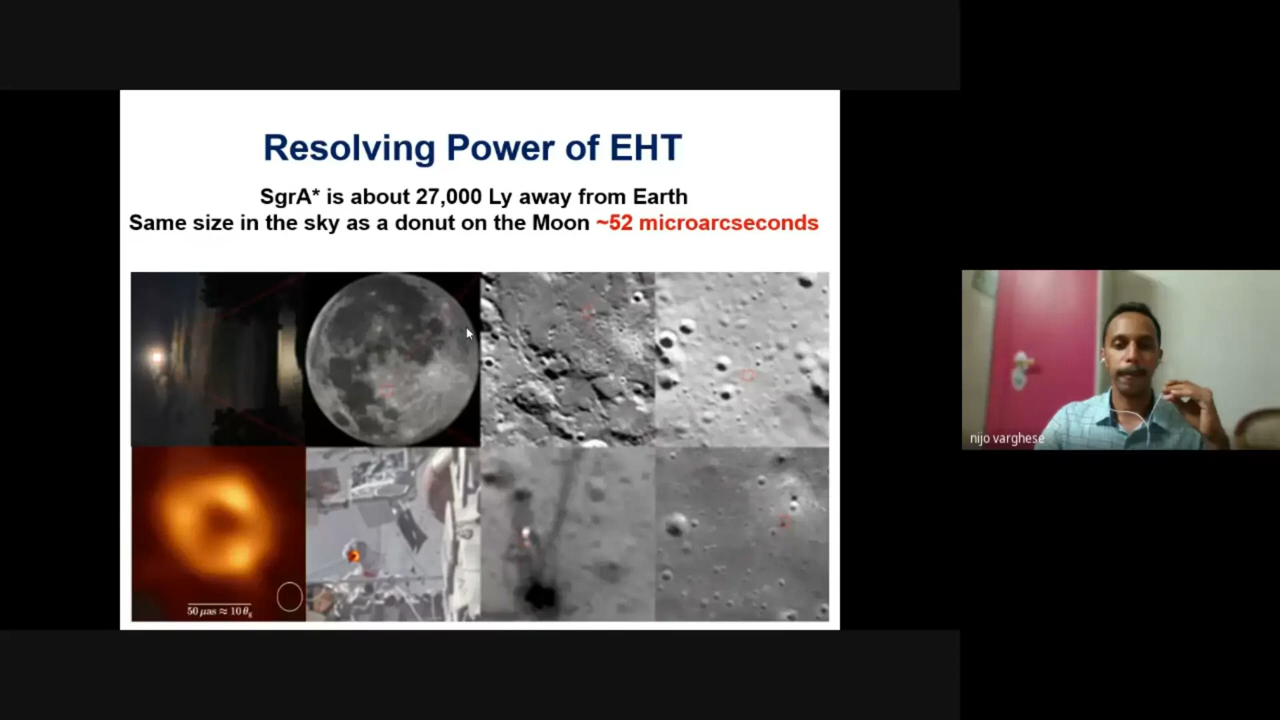 Resolving Power of EHT
SgrA* is about 27,000 Ly away from Earth
Same size in the sky as a donut on the Moon ~52 microarcseconds
50 μas ≈ 10 θg
nijo varghese